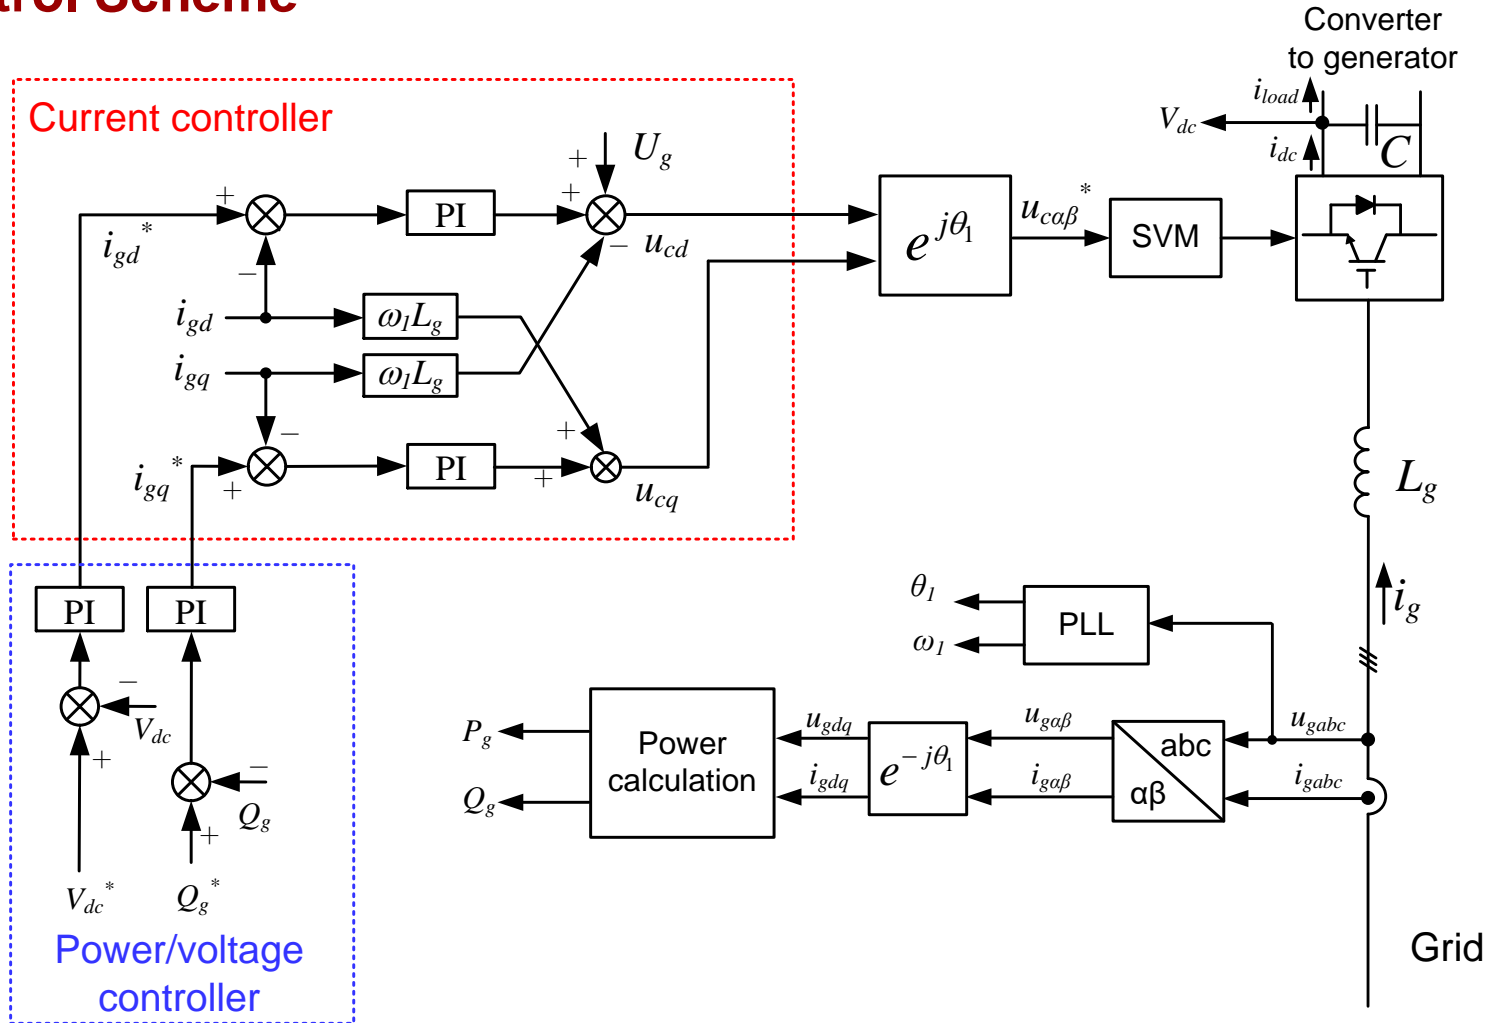 trol Scheme
Converter
to generator
Current controller
i_load
V_dc
i_dc
C
+
U_g
+
+
PI
i_gd*
−
−
u_cd
e^jθ₁
u_cαβ*
SVM
i_gd
ω₁L_g
i_gq
ω₁L_g
−
+
i_gq*
+
PI
+
u_cq
L_g
PI
PI
θ₁
ω₁
PLL
i_g
−
V_dc
+
−
Q_g
+
V_dc*
Q_g*
P_g
Q_g
Power
calculation
u_gdq
i_gdq
e^−jθ₁
u_gαβ
i_gαβ
abc
αβ
u_gabc
i_gabc
Power/voltage
controller
Grid